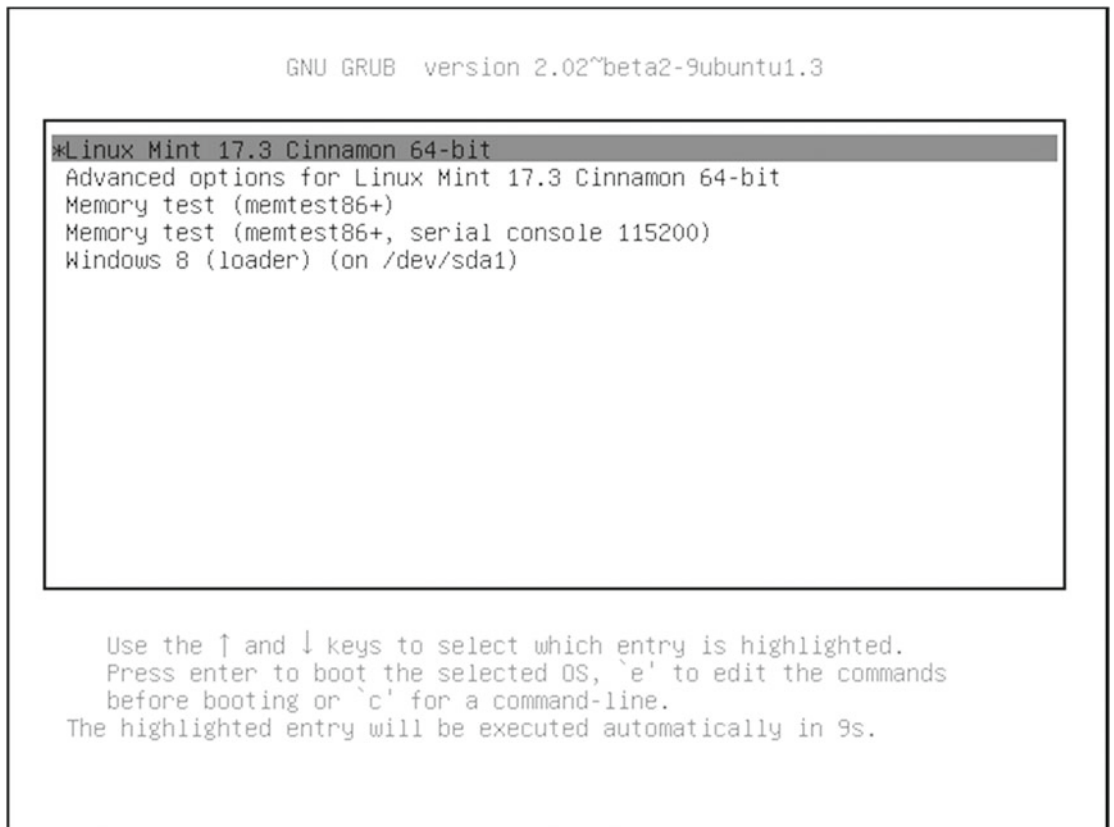 GNU GRUB version 2.02~beta2-9ubuntu1.3
*Linux Mint 17.3 Cinnamon 64-bit
Advanced options for Linux Mint 17.3 Cinnamon 64-bit
Memory test (memtest86+)
Memory test (memtest86+, serial console 115200)
Windows 8 (loader) (on /dev/sda1)
Use the ↑ and ↓ keys to select which entry is highlighted.
Press enter to boot the selected OS, `e' to edit the commands
before booting or `c' for a command-line.
The highlighted entry will be executed automatically in 9s.